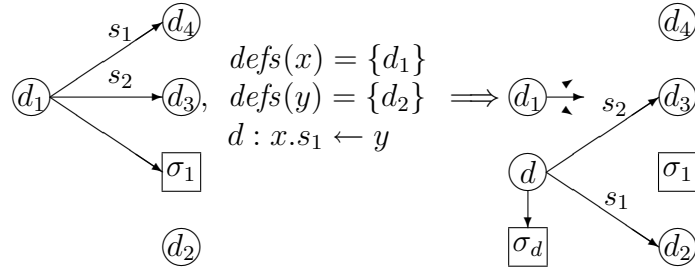 d₄ d₄
s₁
defs(x) = {d₁}
s₂ s₂
d₁ d₃, defs(y) = {d₂} ⟹ d₁ d₃
d : x.s₁ ← y
σ₁ d s₁ σ₁
d₂ σ_d d₂